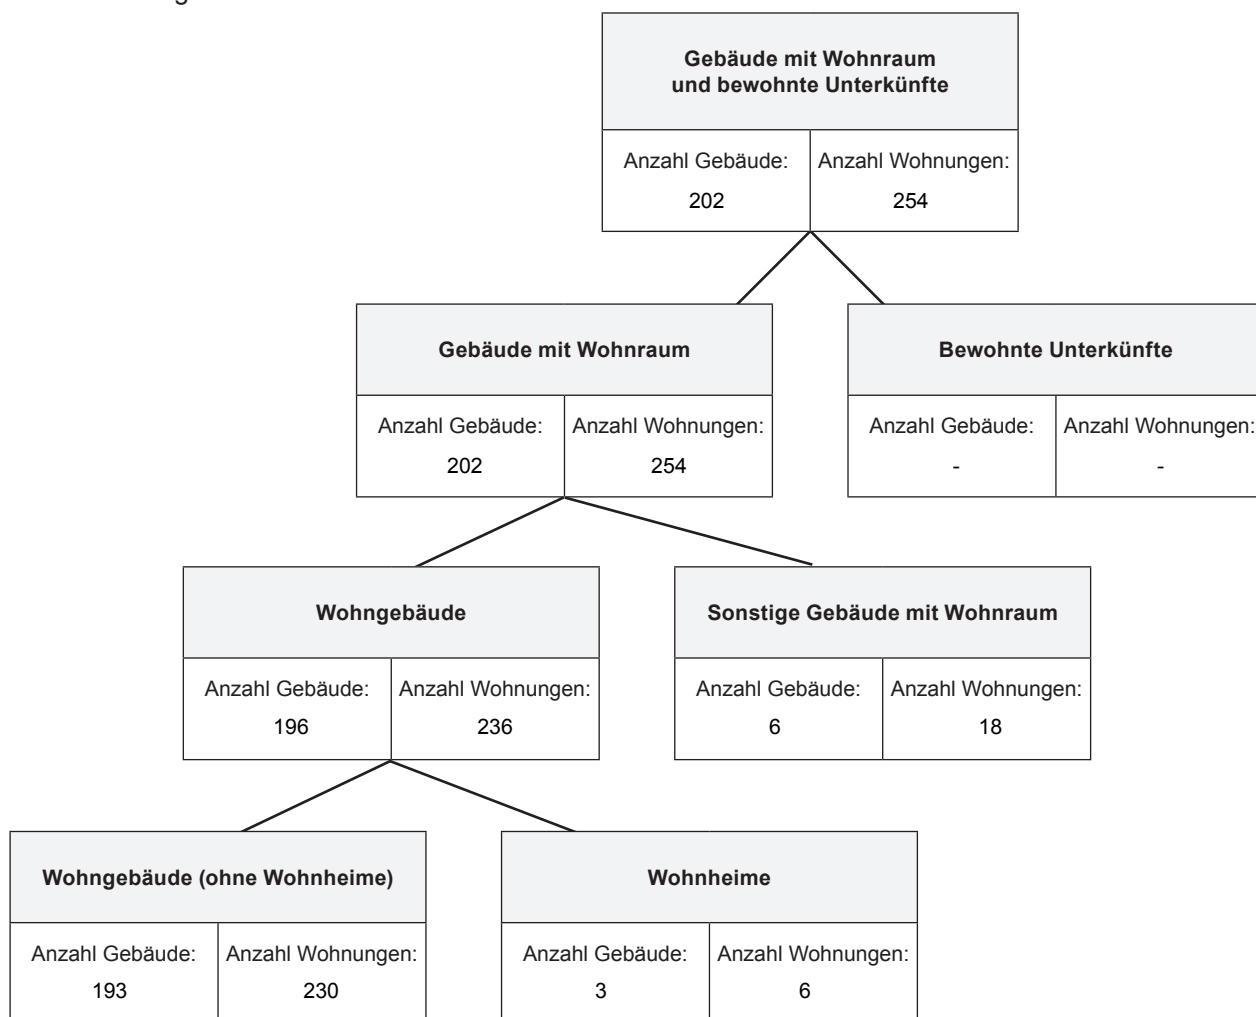 Gebäude mit Wohnraum
und bewohnte Unterkünfte
Anzahl Gebäude: Anzahl Wohnungen:
202 254
Gebäude mit Wohnraum
Anzahl Gebäude: Anzahl Wohnungen:
202 254
Bewohnte Unterkünfte
Anzahl Gebäude: Anzahl Wohnungen:
- -
Wohngebäude
Anzahl Gebäude: Anzahl Wohnungen:
196 236
Sonstige Gebäude mit Wohnraum
Anzahl Gebäude: Anzahl Wohnungen:
6 18
Wohngebäude (ohne Wohnheime)
Anzahl Gebäude: Anzahl Wohnungen:
193 230
Wohnheime
Anzahl Gebäude: Anzahl Wohnungen:
3 6